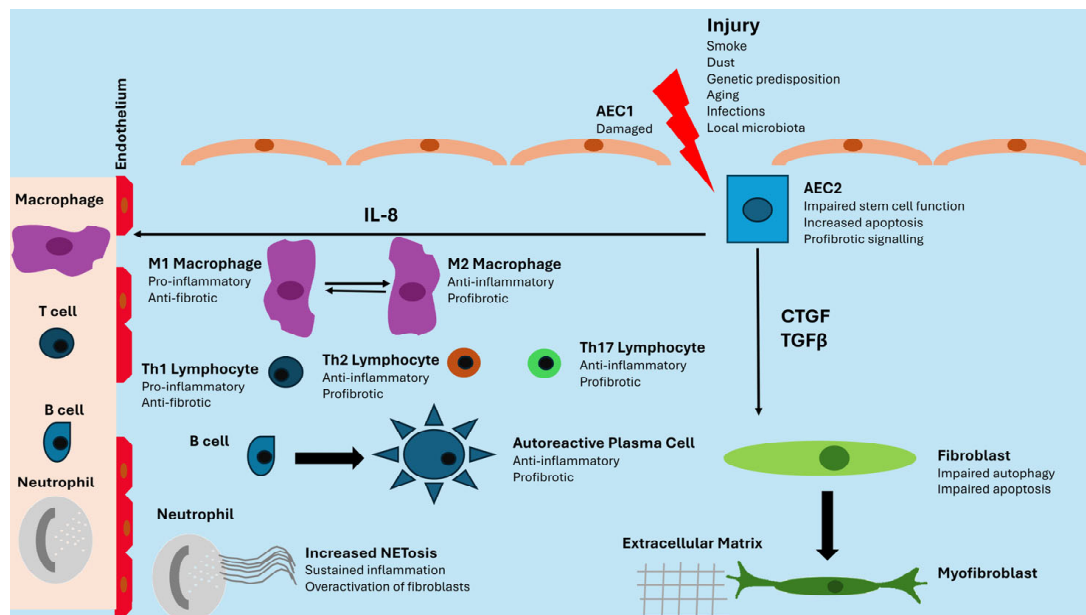 Injury
Smoke
Dust
Genetic predisposition
Aging
Infections
Local microbiota
AEC1
Damaged
Endothelium
AEC2
Impaired stem cell function
Increased apoptosis
Profibrotic signalling
Macrophage
IL-8
M1 Macrophage
Pro-inflammatory
Anti-fibrotic
M2 Macrophage
Anti-inflammatory
Profibrotic
CTGF
TGFβ
T cell
Th1 Lymphocyte
Pro-inflammatory
Anti-fibrotic
Th2 Lymphocyte
Anti-inflammatory
Profibrotic
Th17 Lymphocyte
Anti-inflammatory
Profibrotic
B cell
B cell
Autoreactive Plasma Cell
Anti-inflammatory
Profibrotic
Fibroblast
Impaired autophagy
Impaired apoptosis
Neutrophil
Neutrophil
Increased NETosis
Sustained inflammation
Overactivation of fibroblasts
Extracellular Matrix
Myofibroblast